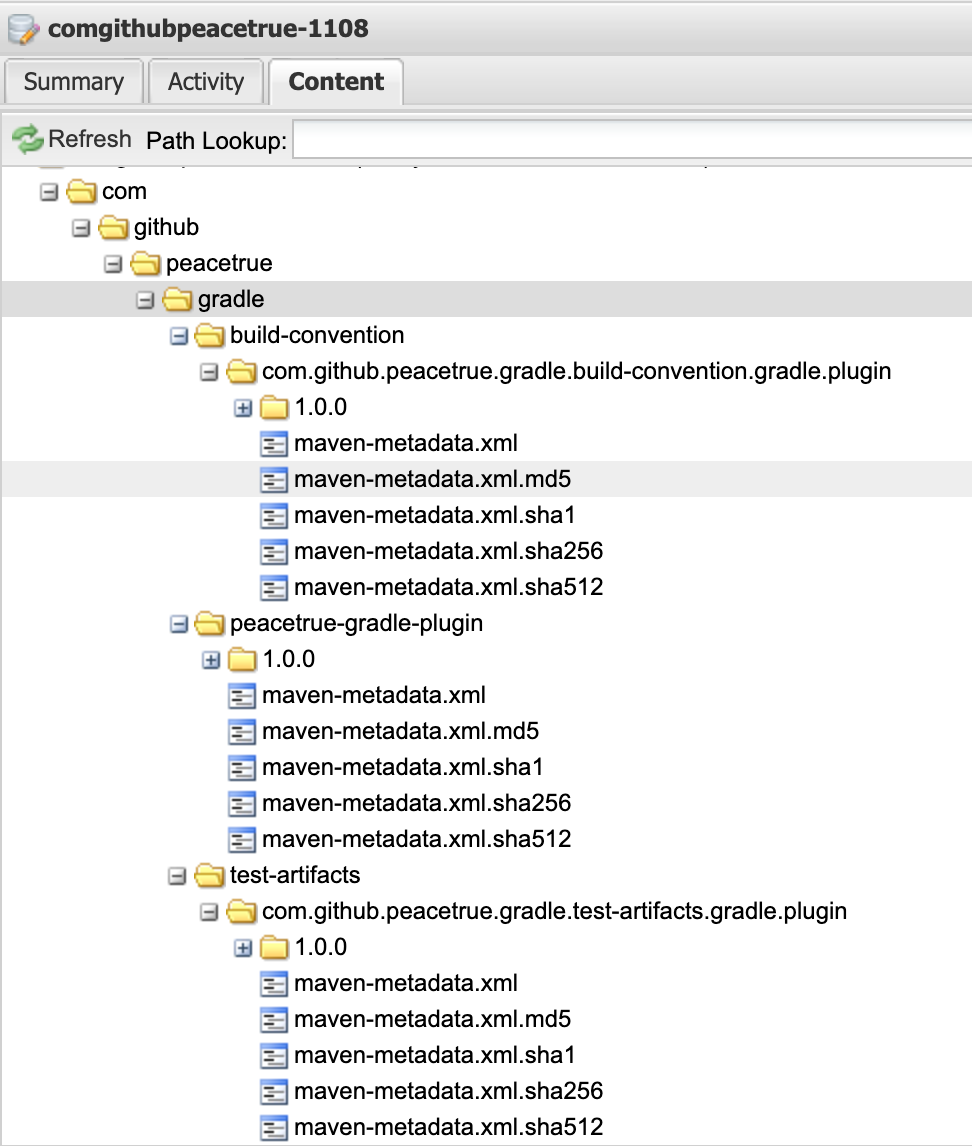 comgithubpeacetrue-1108
Summary Activity Content
Refresh Path Lookup:
com
github
peacetrue
gradle
build-convention
com.github.peacetrue.gradle.build-convention.gradle.plugin
1.0.0
maven-metadata.xml
maven-metadata.xml.md5
maven-metadata.xml.sha1
maven-metadata.xml.sha256
maven-metadata.xml.sha512
peacetrue-gradle-plugin
1.0.0
maven-metadata.xml
maven-metadata.xml.md5
maven-metadata.xml.sha1
maven-metadata.xml.sha256
maven-metadata.xml.sha512
test-artifacts
com.github.peacetrue.gradle.test-artifacts.gradle.plugin
1.0.0
maven-metadata.xml
maven-metadata.xml.md5
maven-metadata.xml.sha1
maven-metadata.xml.sha256
maven-metadata.xml.sha512